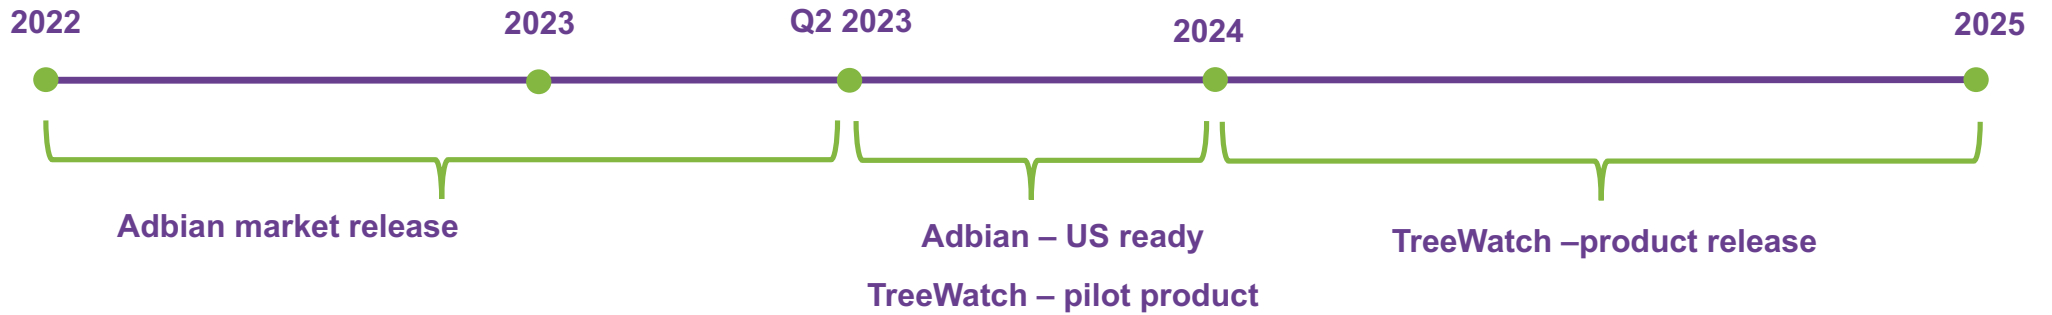 2022
2023
Q2 2023
2024
2025
Adbian market release
Adbian – US ready
TreeWatch – pilot product
TreeWatch –product release